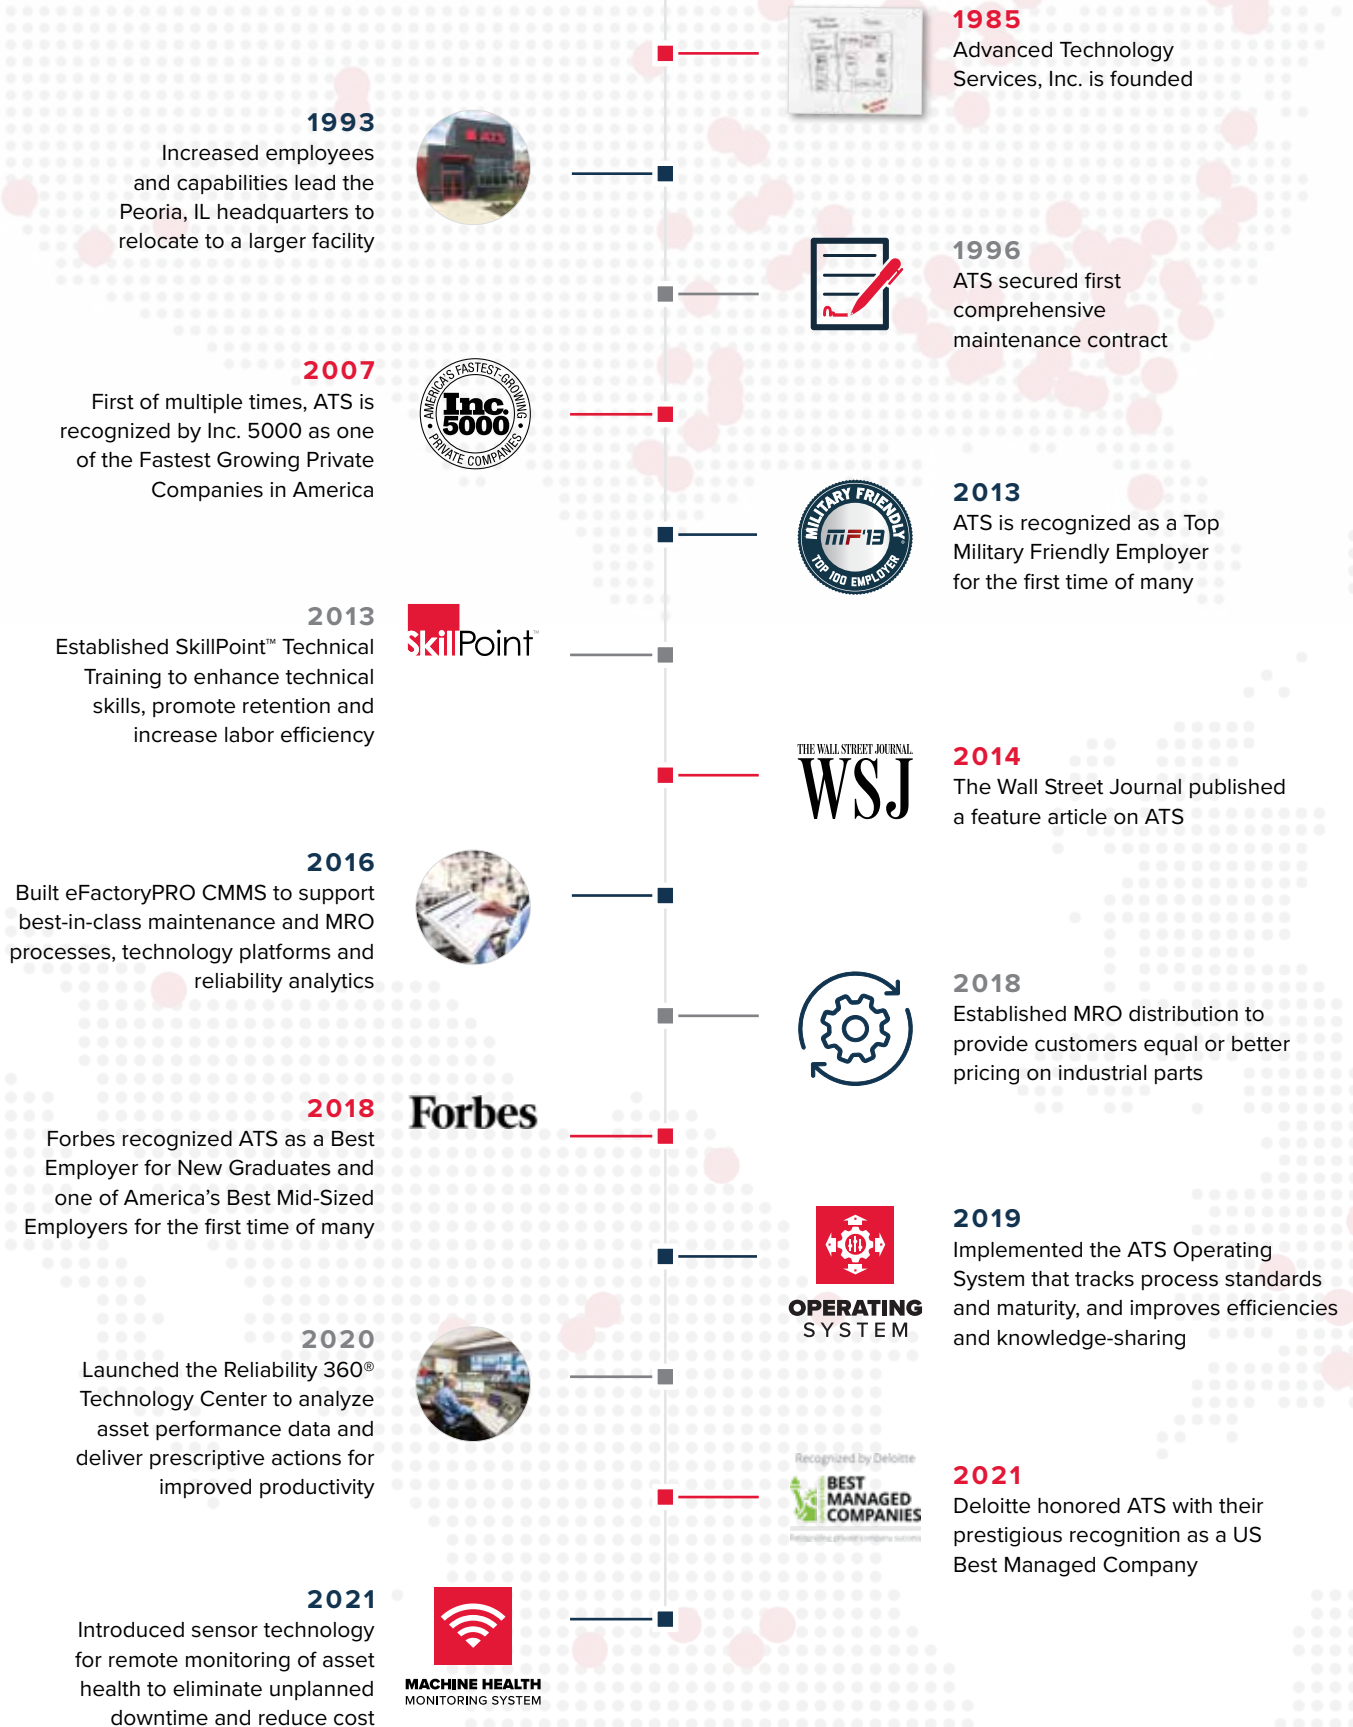 1985
Advanced Technology
Services, Inc. is founded
1993
Increased employees
and capabilities lead the
Peoria, IL headquarters to
relocate to a larger facility
ATS
1996
ATS secured first
comprehensive
maintenance contract
2007
First of multiple times, ATS is
recognized by Inc. 5000 as one
of the Fastest Growing Private
Companies in America
AMERICA'S FASTEST-GROWING
Inc.
5000
PRIVATE COMPANIES
MILITARY FRIENDLY
MF'13
TOP 100 EMPLOYER
2013
ATS is recognized as a Top
Military Friendly Employer
for the first time of many
2013
Established SkillPoint™ Technical
Training to enhance technical
skills, promote retention and
increase labor efficiency
SkillPoint™
THE WALL STREET JOURNAL.
WSJ
2014
The Wall Street Journal published
a feature article on ATS
2016
Built eFactoryPRO CMMS to support
best-in-class maintenance and MRO
processes, technology platforms and
reliability analytics
2018
Established MRO distribution to
provide customers equal or better
pricing on industrial parts
2018
Forbes recognized ATS as a Best
Employer for New Graduates and
one of America's Best Mid-Sized
Employers for the first time of many
Forbes
OPERATING
SYSTEM
2019
Implemented the ATS Operating
System that tracks process standards
and maturity, and improves efficiencies
and knowledge-sharing
2020
Launched the Reliability 360®
Technology Center to analyze
asset performance data and
deliver prescriptive actions for
improved productivity
Recognized by Deloitte
BEST
MANAGED
COMPANIES
Recognizing private company success
2021
Deloitte honored ATS with their
prestigious recognition as a US
Best Managed Company
2021
Introduced sensor technology
for remote monitoring of asset
health to eliminate unplanned
downtime and reduce cost
MACHINE HEALTH
MONITORING SYSTEM